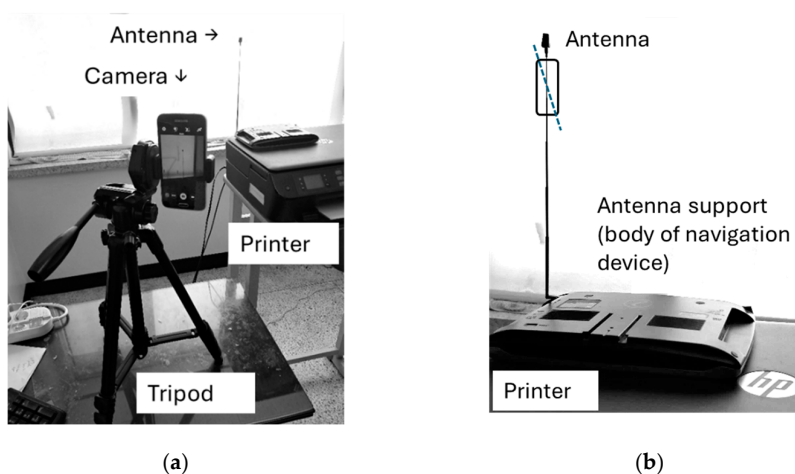 Antenna →
Camera ↓
Printer
Tripod
Antenna
Antenna support
(body of navigation
device)
Printer
hp
(a)
(b)